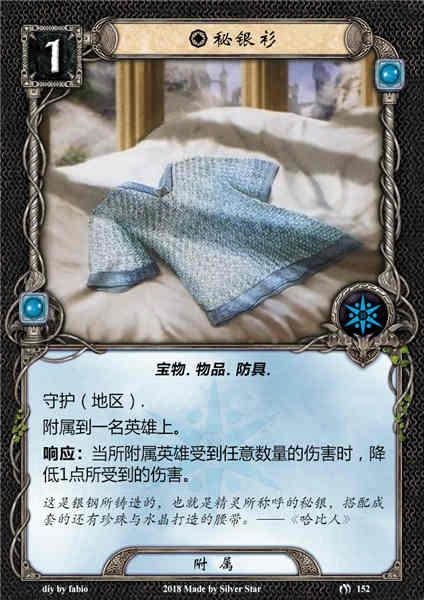 1
秘银衫
宝物. 物品. 防具.
守护（地区）.
附属到一名英雄上。
响应：当所附属英雄受到任意数量的伤害时，降
低1点所受到的伤害。
这是银钢所铸造的，也就是精灵所称呼的秘银，搭配成
套的还有珍珠与水晶打造的腰带。——《哈比人》
附 属
diy by fabio
2018 Made by Silver Star
152